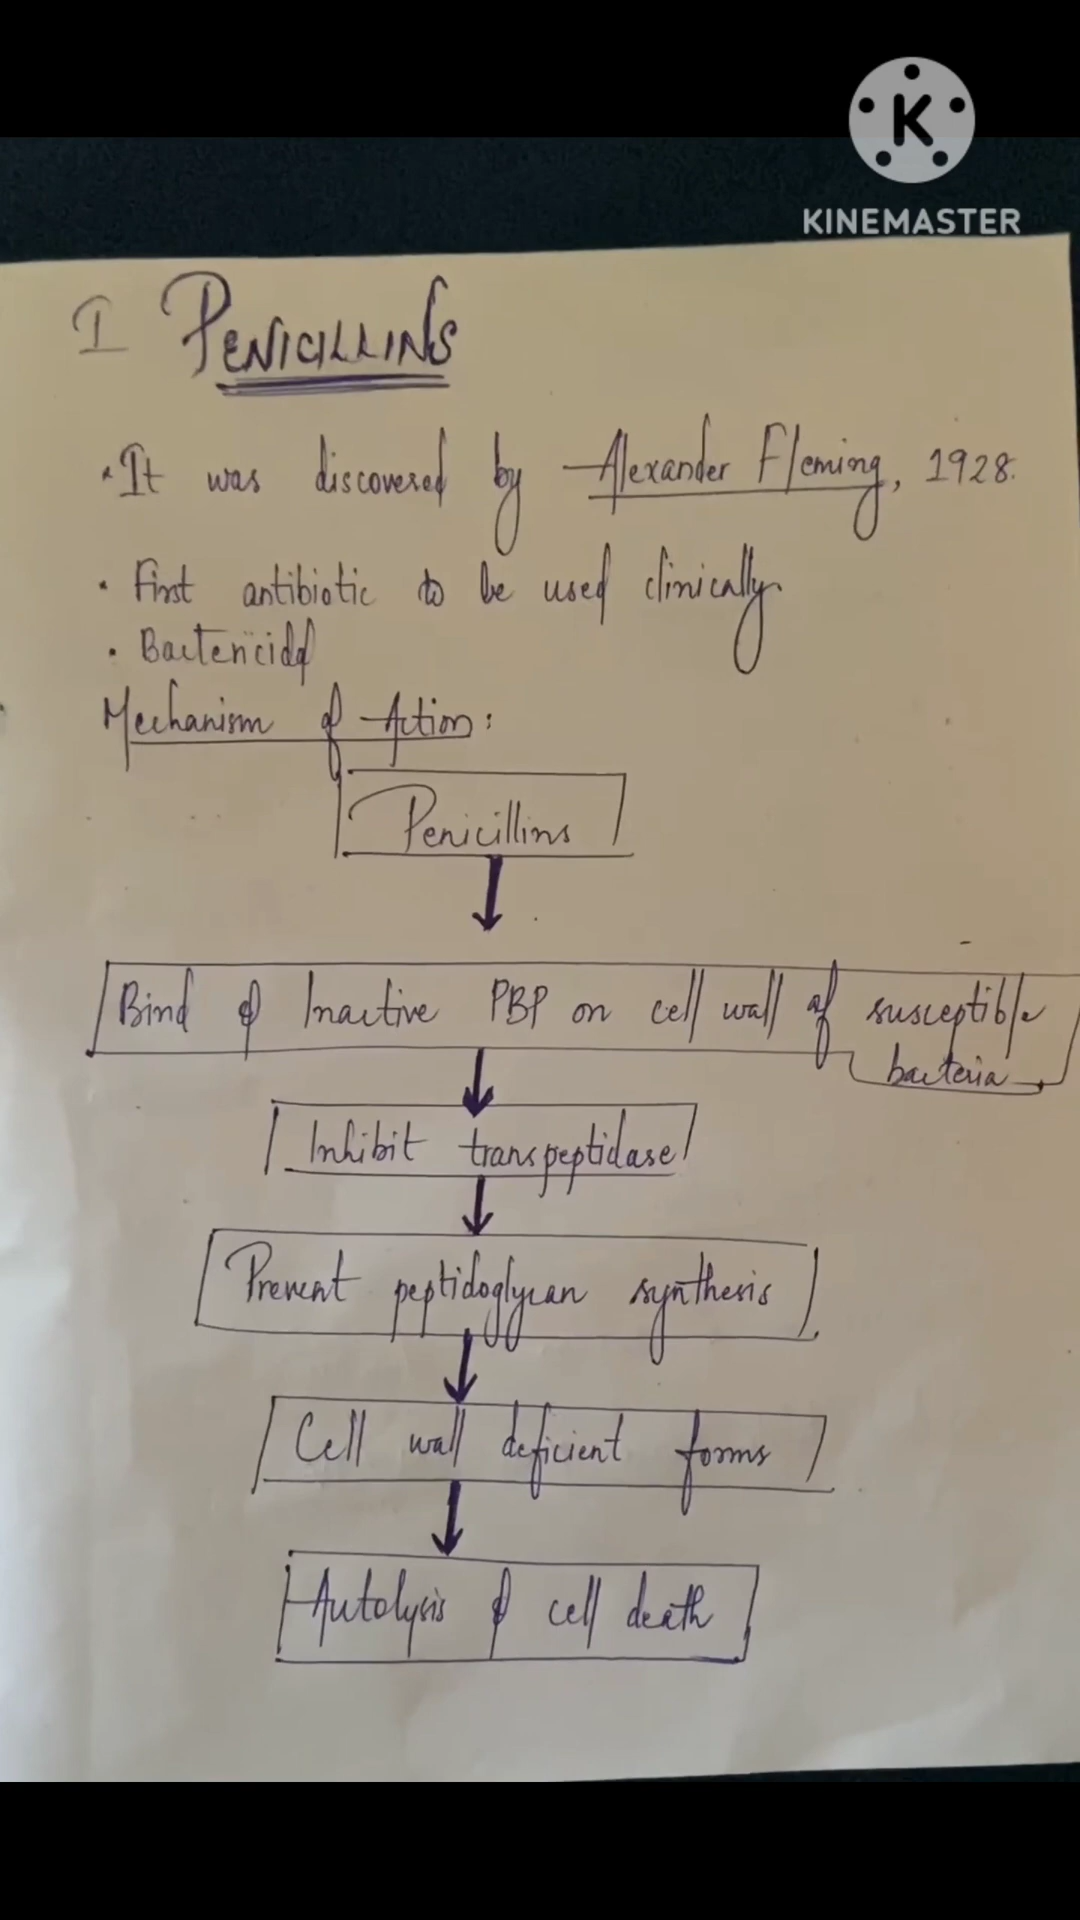 KINEMASTER
I PENICILLINS
• It was discovered by Alexander Fleming, 1928.
• First antibiotic to be used clinically.
• Bactericidal
Mechanism of Action:
Penicillins
Bind & Inactive PBP on cell wall of susceptible
bacteria
Inhibit transpeptidase
Prevent peptidoglycan synthesis
Cell wall deficient forms
Autolysis & cell death